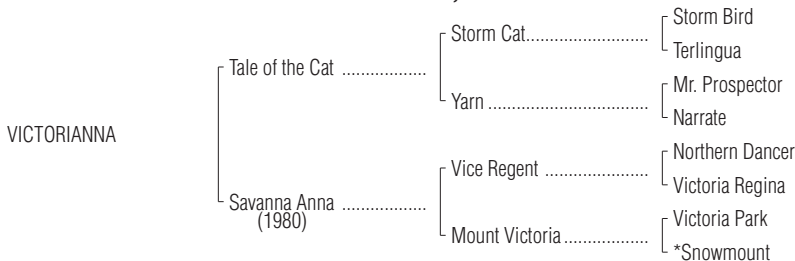 Storm Bird
Storm Cat..............................
Terlingua
Tale of the Cat ...................
Mr. Prospector
Yarn .......................................
Narrate
VICTORIANNA
Northern Dancer
Vice Regent .........................
Victoria Regina
Savanna Anna ...................
(1980)
Victoria Park
Mount Victoria.....................
*Snowmount